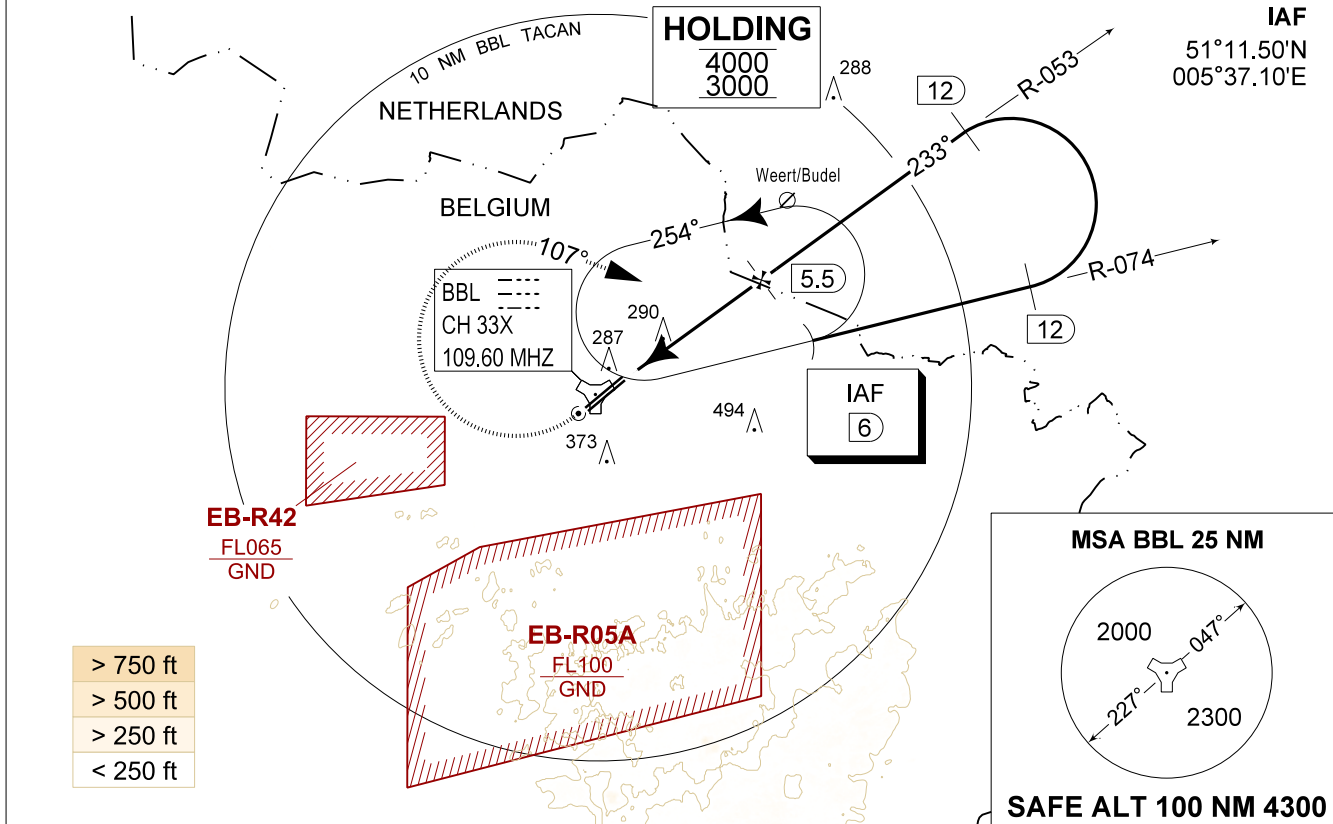 10 NM BBL TACAN
HOLDING
4000
3000
288
IAF
51°11.50'N
005°37.10'E
R-053
12
NETHERLANDS
233°
Weert/Budel
BELGIUM
254°
107°
R-074
5.5
BBL
CH 33X
109.60 MHZ
290
287
12
IAF
6
494
373
EB-R42
FL065
GND
MSA BBL 25 NM
2000
047°
227°
2300
EB-R05A
FL100
GND
> 750 ft
> 500 ft
> 250 ft
< 250 ft
SAFE ALT 100 NM 4300